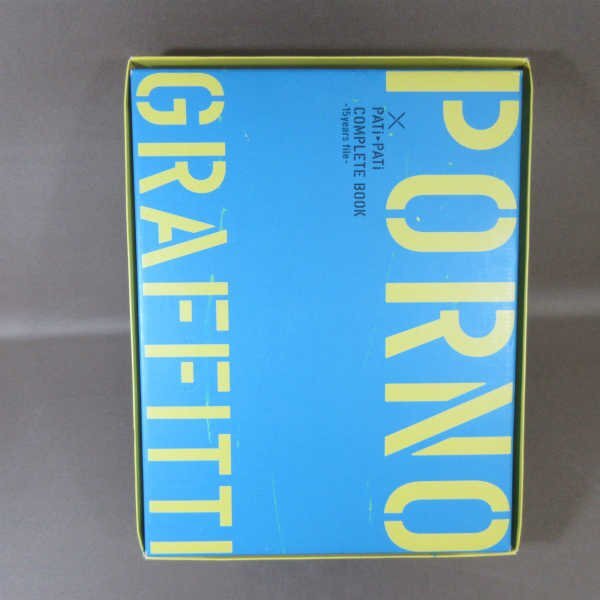 PORNO
×
PATi▸PATi
COMPLETE BOOK
-15years file-
GRAFFITTI